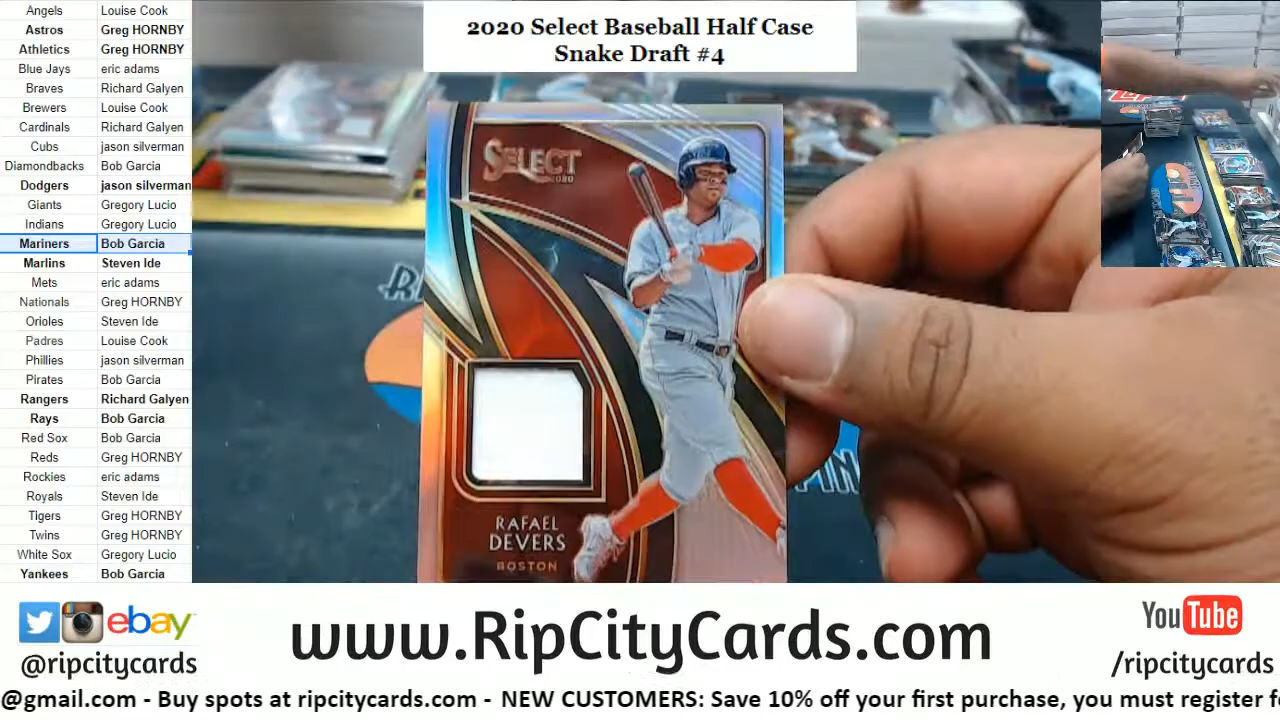 Angels Louise Cook
Astros Greg HORNBY
Athletics Greg HORNBY
Blue Jays eric adams
Braves Richard Galyen
Brewers Louise Cook
Cardinals Richard Galyen
Cubs jason silverman
Diamondbacks Bob Garcia
Dodgers jason silverman
Giants Gregory Lucio
Indians Gregory Lucio
Mariners Bob Garcia
Marlins Steven Ide
Mets eric adams
Nationals Greg HORNBY
Orioles Steven Ide
Padres Louise Cook
Phillies jason silverman
Pirates Bob Garcia
Rangers Richard Galyen
Rays Bob Garcia
Red Sox Bob Garcia
Reds Greg HORNBY
Rockies eric adams
Royals Steven Ide
Tigers Greg HORNBY
Twins Greg HORNBY
White Sox Gregory Lucio
Yankees Bob Garcia
2020 Select Baseball Half Case
Snake Draft #4
SELECT
2020
RAFAEL
DEVERS
BOSTON
ebay
@ripcitycards
www.RipCityCards.com
YouTube
/ripcitycards
@gmail.com - Buy spots at ripcitycards.com - NEW CUSTOMERS: Save 10% off your first purchase, you must register f